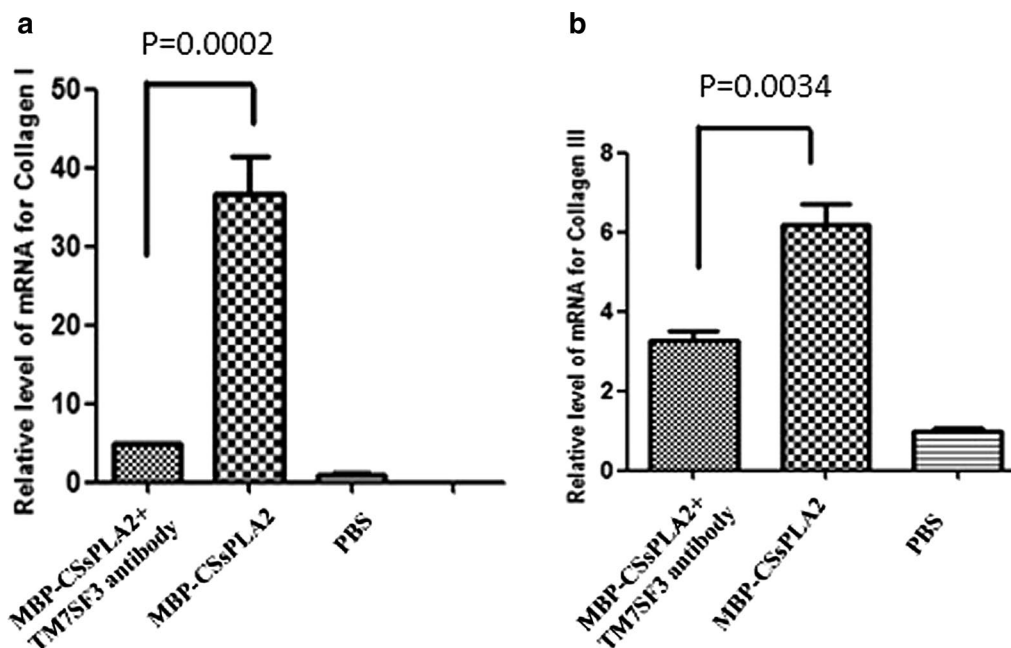 a
P=0.0002
Relative level of mRNA for Collagen I
50
40
30
20
10
0
MBP-CSsPLA2+
TM7SF3 antibody
MBP-CSsPLA2
PBS
b
P=0.0034
Relative level of mRNA for Collagen III
8
6
4
2
0
MBP-CSsPLA2+
TM7SF3 antibody
MBP-CSsPLA2
PBS